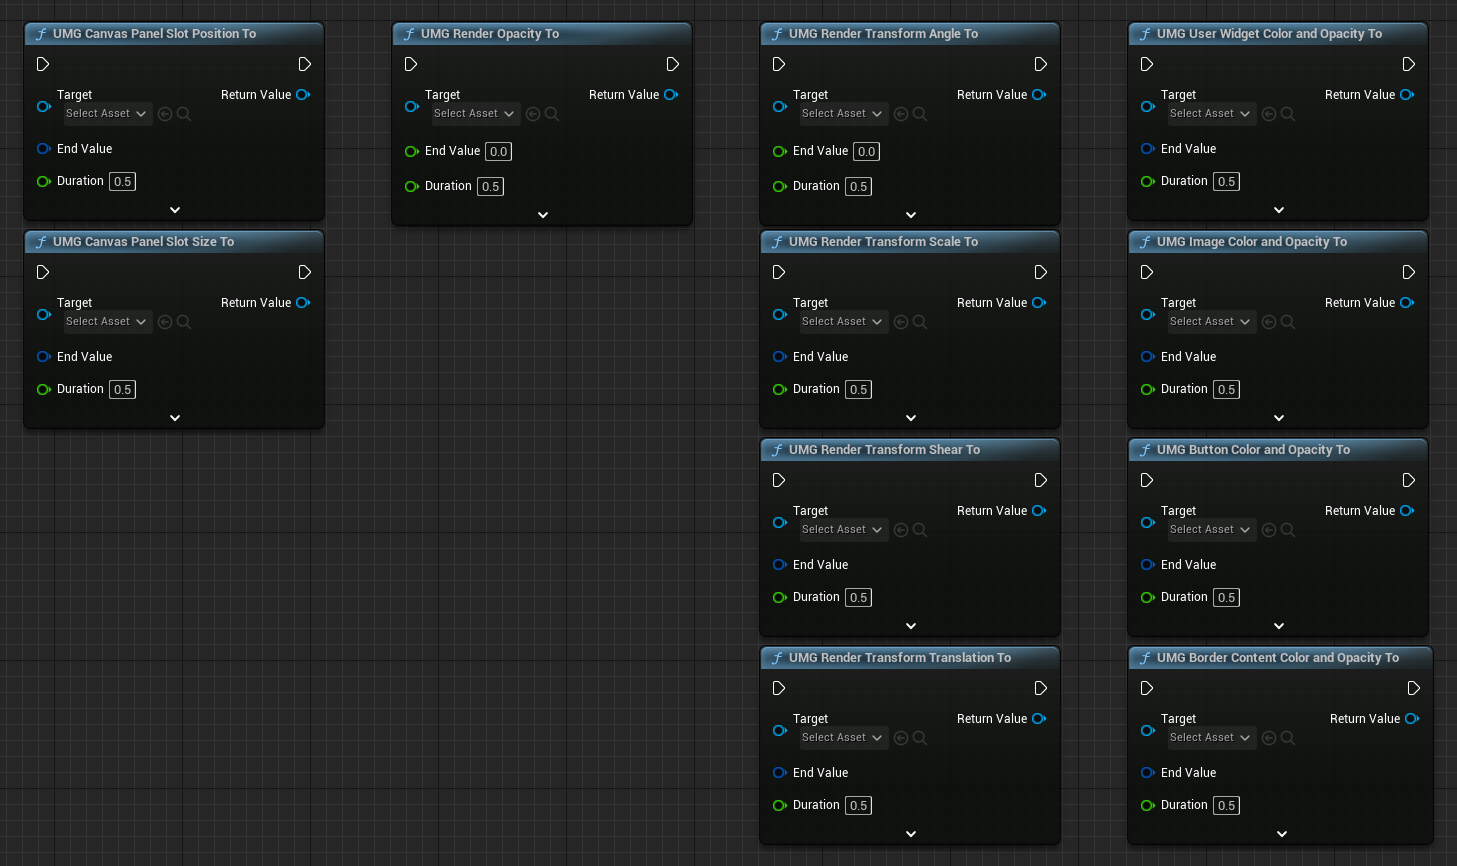 UMG Canvas Panel Slot Position To
Target
Return Value
Select Asset
End Value
Duration 0.5
UMG Canvas Panel Slot Size To
Target
Return Value
Select Asset
End Value
Duration 0.5
UMG Render Opacity To
Target
Return Value
Select Asset
End Value 0.0
Duration 0.5
UMG Render Transform Angle To
Target
Return Value
Select Asset
End Value 0.0
Duration 0.5
UMG Render Transform Scale To
Target
Return Value
Select Asset
End Value
Duration 0.5
UMG Render Transform Shear To
Target
Return Value
Select Asset
End Value
Duration 0.5
UMG Render Transform Translation To
Target
Return Value
Select Asset
End Value
Duration 0.5
UMG User Widget Color and Opacity To
Target
Return Value
Select Asset
End Value
Duration 0.5
UMG Image Color and Opacity To
Target
Return Value
Select Asset
End Value
Duration 0.5
UMG Button Color and Opacity To
Target
Return Value
Select Asset
End Value
Duration 0.5
UMG Border Content Color and Opacity To
Target
Return Value
Select Asset
End Value
Duration 0.5